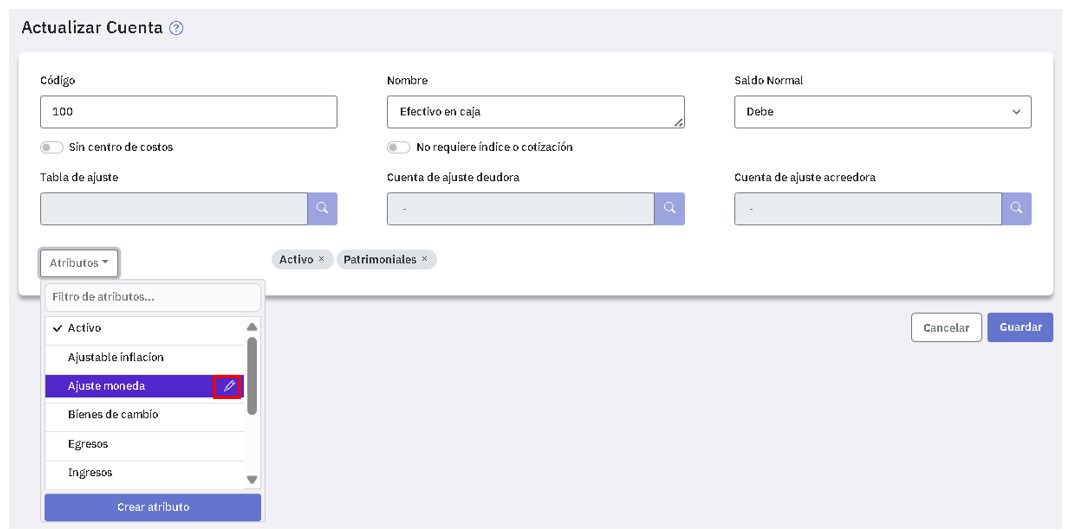 Actualizar Cuenta ?
Código Nombre Saldo Normal
100 Efectivo en caja Debe
Sin centro de costos No requiere índice o cotización
Tabla de ajuste Cuenta de ajuste deudora Cuenta de ajuste acreedora
- -
Atributos Activo × Patrimoniales ×
Filtro de atributos...
Activo
Cancelar Guardar
Ajustable inflacion
Ajuste moneda
Bienes de cambio
Egresos
Ingresos
Crear atributo